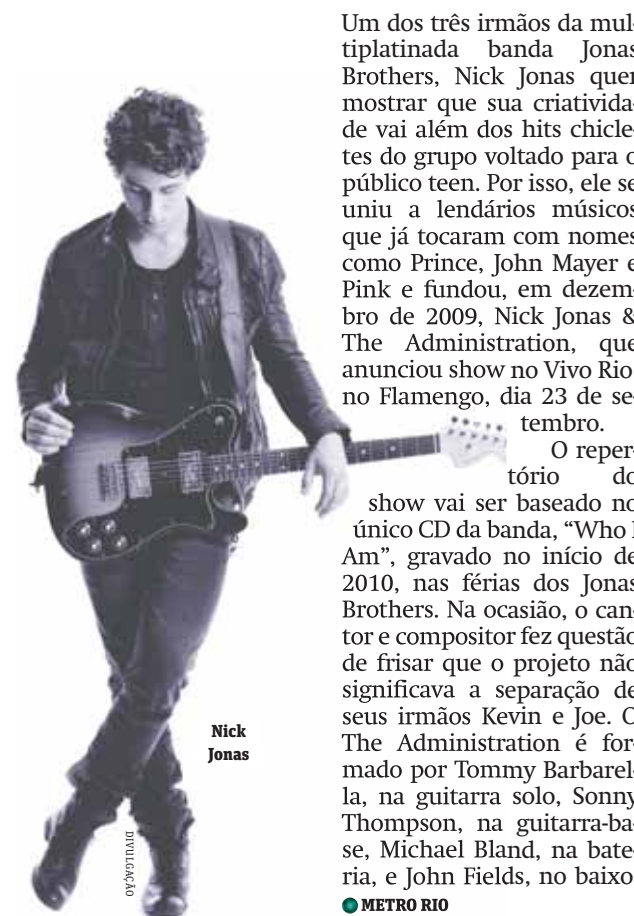 Um dos três irmãos da mul-
tiplatinada banda Jonas
Brothers, Nick Jonas quer
mostrar que sua criativida-
de vai além dos hits chicle-
tes do grupo voltado para o
público teen. Por isso, ele se
uniu a lendários músicos
que já tocaram com nomes
como Prince, John Mayer e
Pink e fundou, em dezem-
bro de 2009, Nick Jonas &
The Administration, que
anunciou show no Vivo Rio
no Flamengo, dia 23 de se-
tembro.
O reper-
tório do
show vai ser baseado no
único CD da banda, “Who I
Am”, gravado no início de
2010, nas férias dos Jonas
Brothers. Na ocasião, o can-
tor e compositor fez questão
de frisar que o projeto não
significava a separação de
seus irmãos Kevin e Joe. O
The Administration é for-
mado por Tommy Barbarel-
la, na guitarra solo, Sonny
Thompson, na guitarra-ba-
se, Michael Bland, na bate-
ria, e John Fields, no baixo
METRO RIO
Nick
Jonas
DIVULGAÇÃO